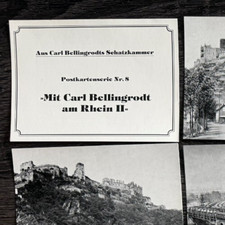 Aus Carl Bellingrodts Schatzkammer
Postkartenserie Nr. 8
-Mit Carl Bellingrodt
am Rhein II-